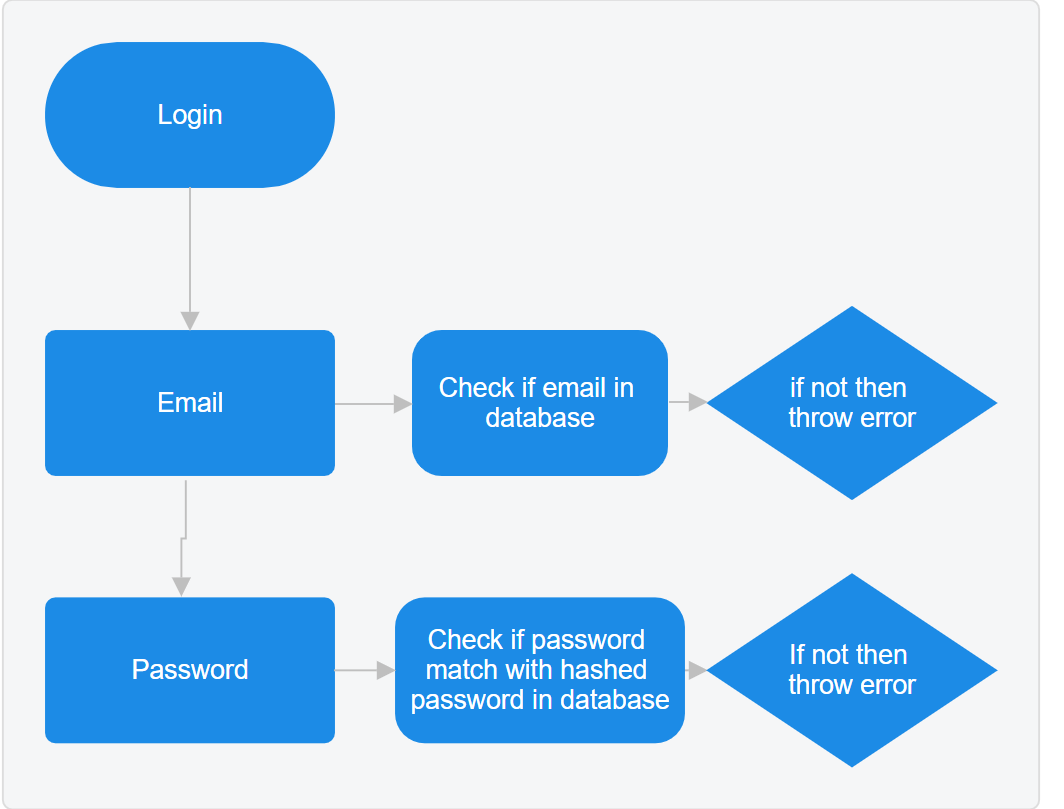 Login
Email
Check if email in
database
if not then
throw error
Password
Check if password
match with hashed
password in database
If not then
throw error